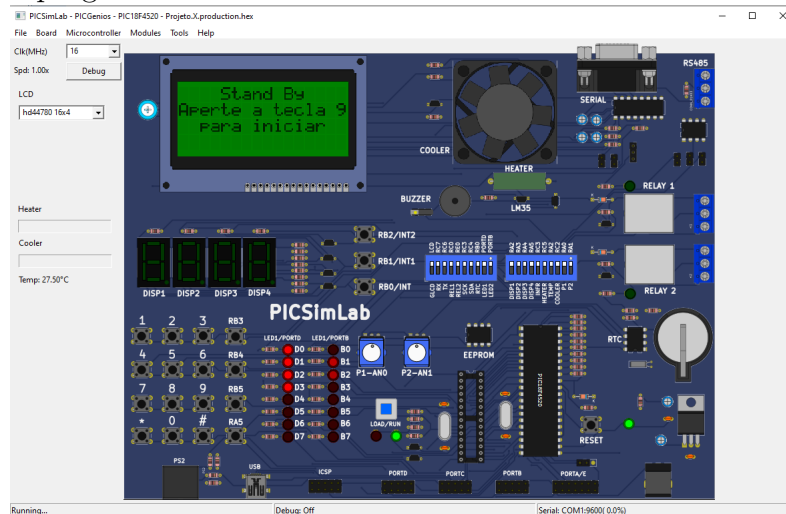 PICSimLab - PICGenios - PIC18F4520 - Projeto.X.production.hex
File Board Microcontroller Modules Tools Help
Clk(MHz) 16
Spd: 1.00x Debug
LCD
hd44780 16x4
Heater
Cooler
Temp: 27.50°C
Stand By
Aperte a tecla 9
para iniciar
COOLER
SERIAL
RS485
HEATER
BUZZER
LM35
RELAY 1
RELAY 2
RB2/INT2
RB1/INT1
RB0/INT
DISP1 DISP2 DISP3 DISP4
PICSimLab
1 2 3 RB3
4 5 6 RB4
7 8 9 RB5
* 0 # RA5
LED1/PORTD LED1/PORTB
D0 B0
D1 B1
D2 B2
D3 B3
D4 B4
D5 B5
D6 B6
D7 B7
P1-AN0 P2-AN1
EEPROM
LOAD/RUN
PIC18F4520
RTC
RESET
PS2
USB
ICSP
PORTD
PORTC
PORTB
PORTA/E
Running...
Debug: Off
Serial: COM1:9600( 0.0%)